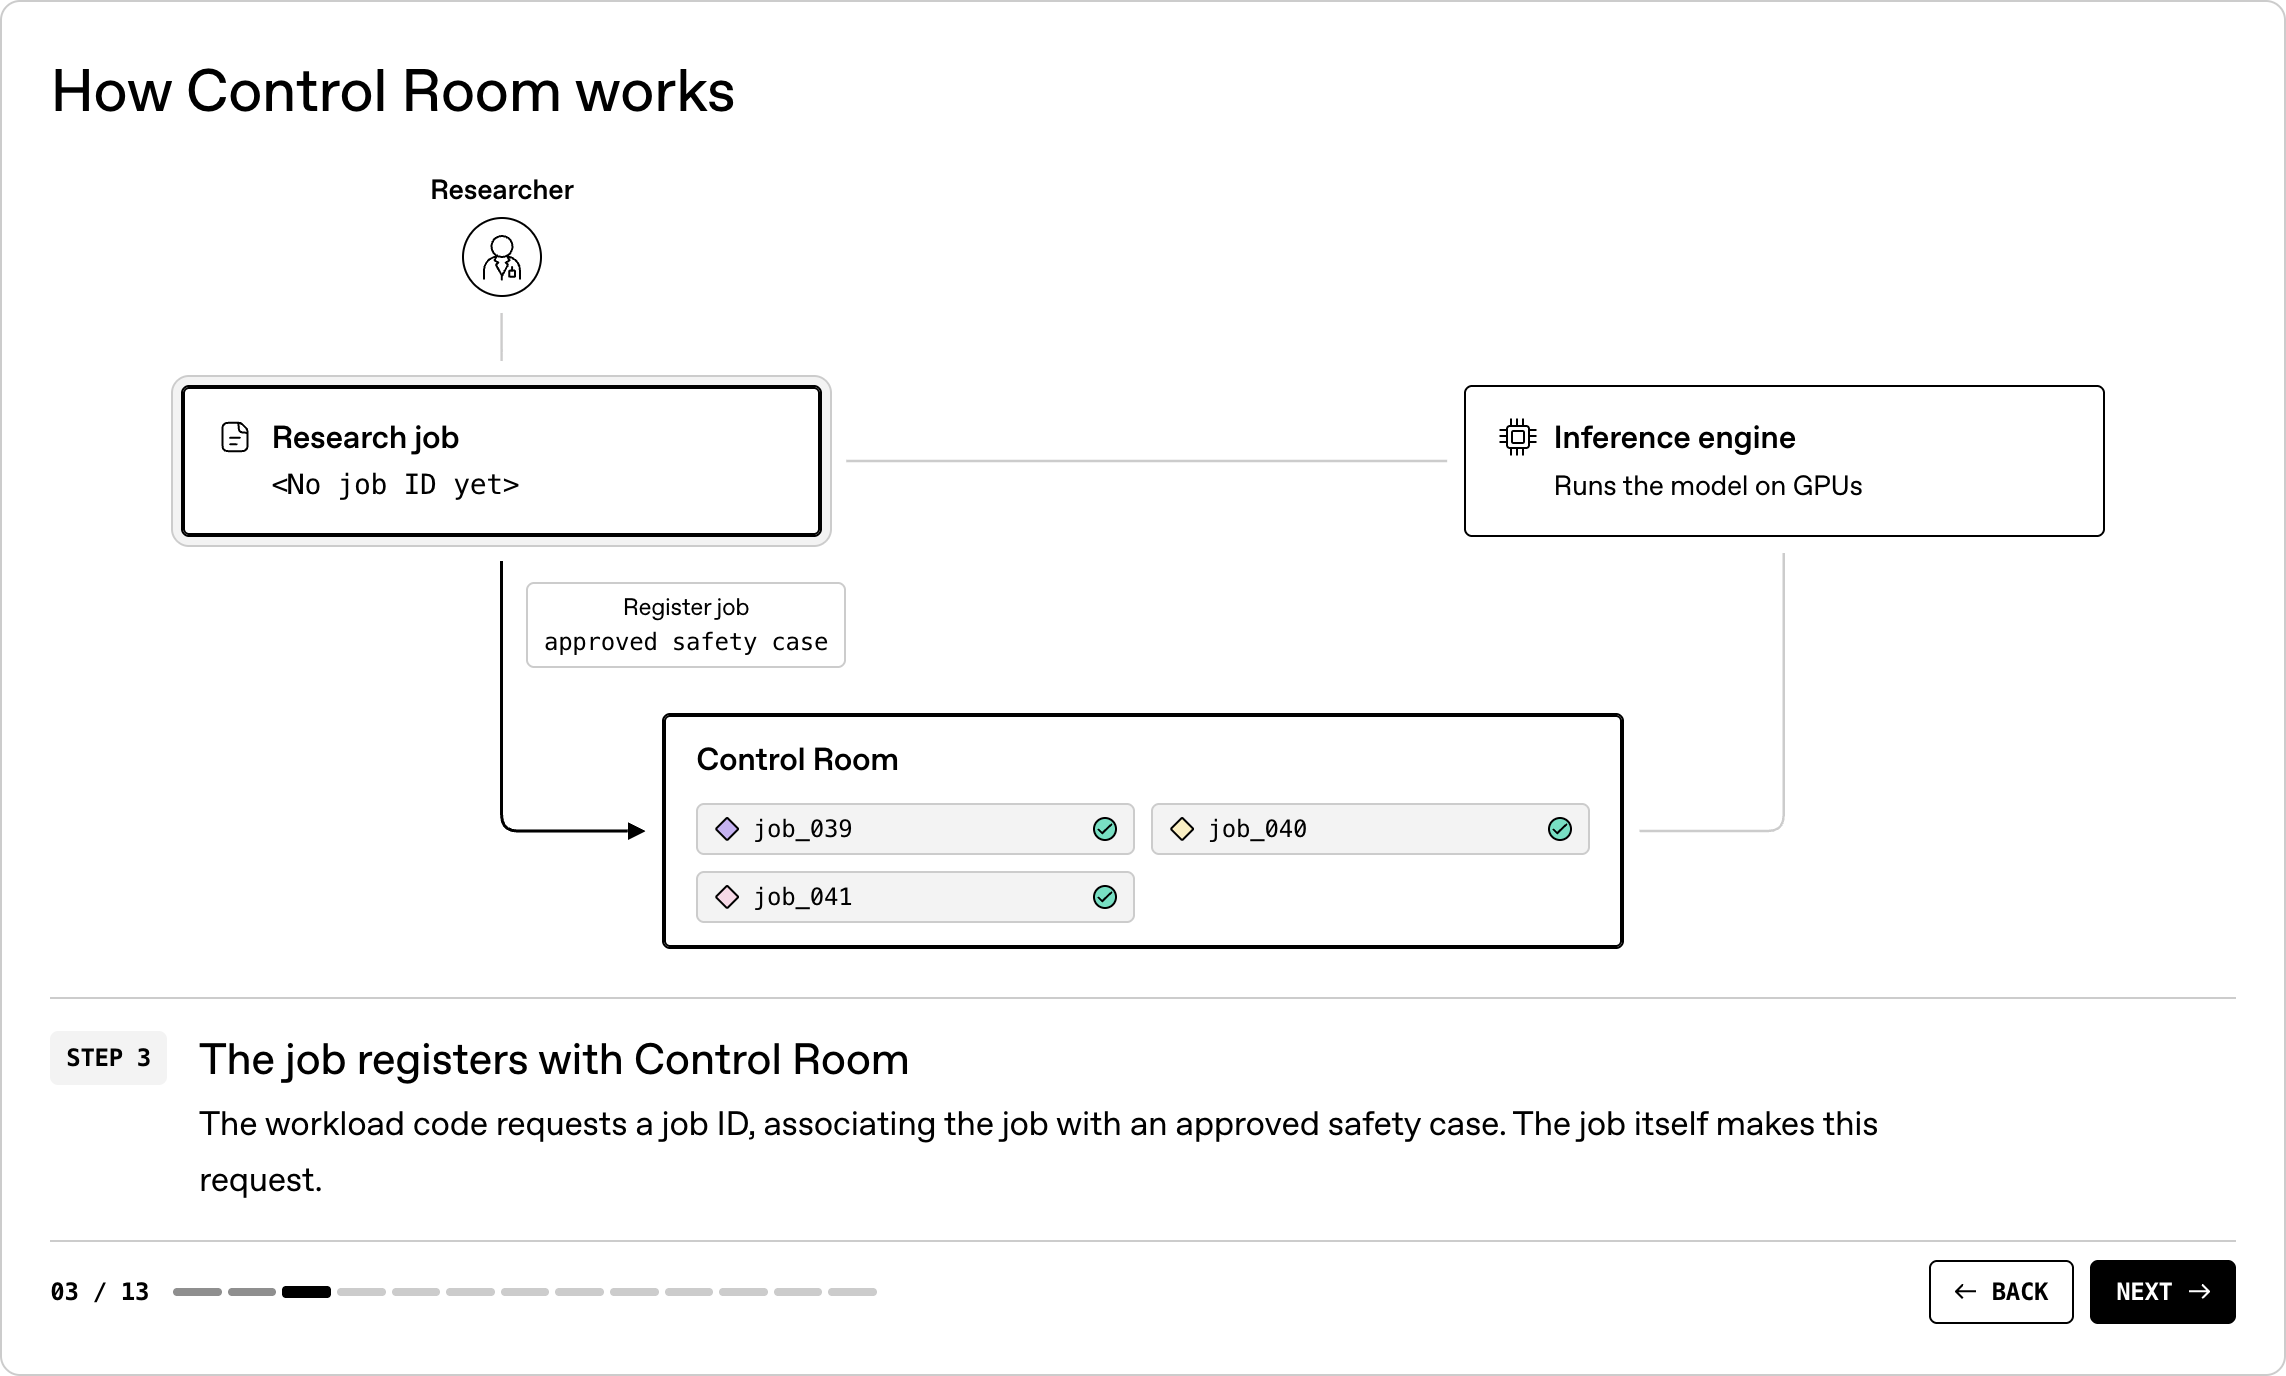 How Control Room works
Researcher
Research job
<No job ID yet>
Inference engine
Runs the model on GPUs
Register job
approved safety case
Control Room
job_039
job_040
job_041
STEP 3
The job registers with Control Room
The workload code requests a job ID, associating the job with an approved safety case. The job itself makes this
request.
03 / 13
← BACK
NEXT →